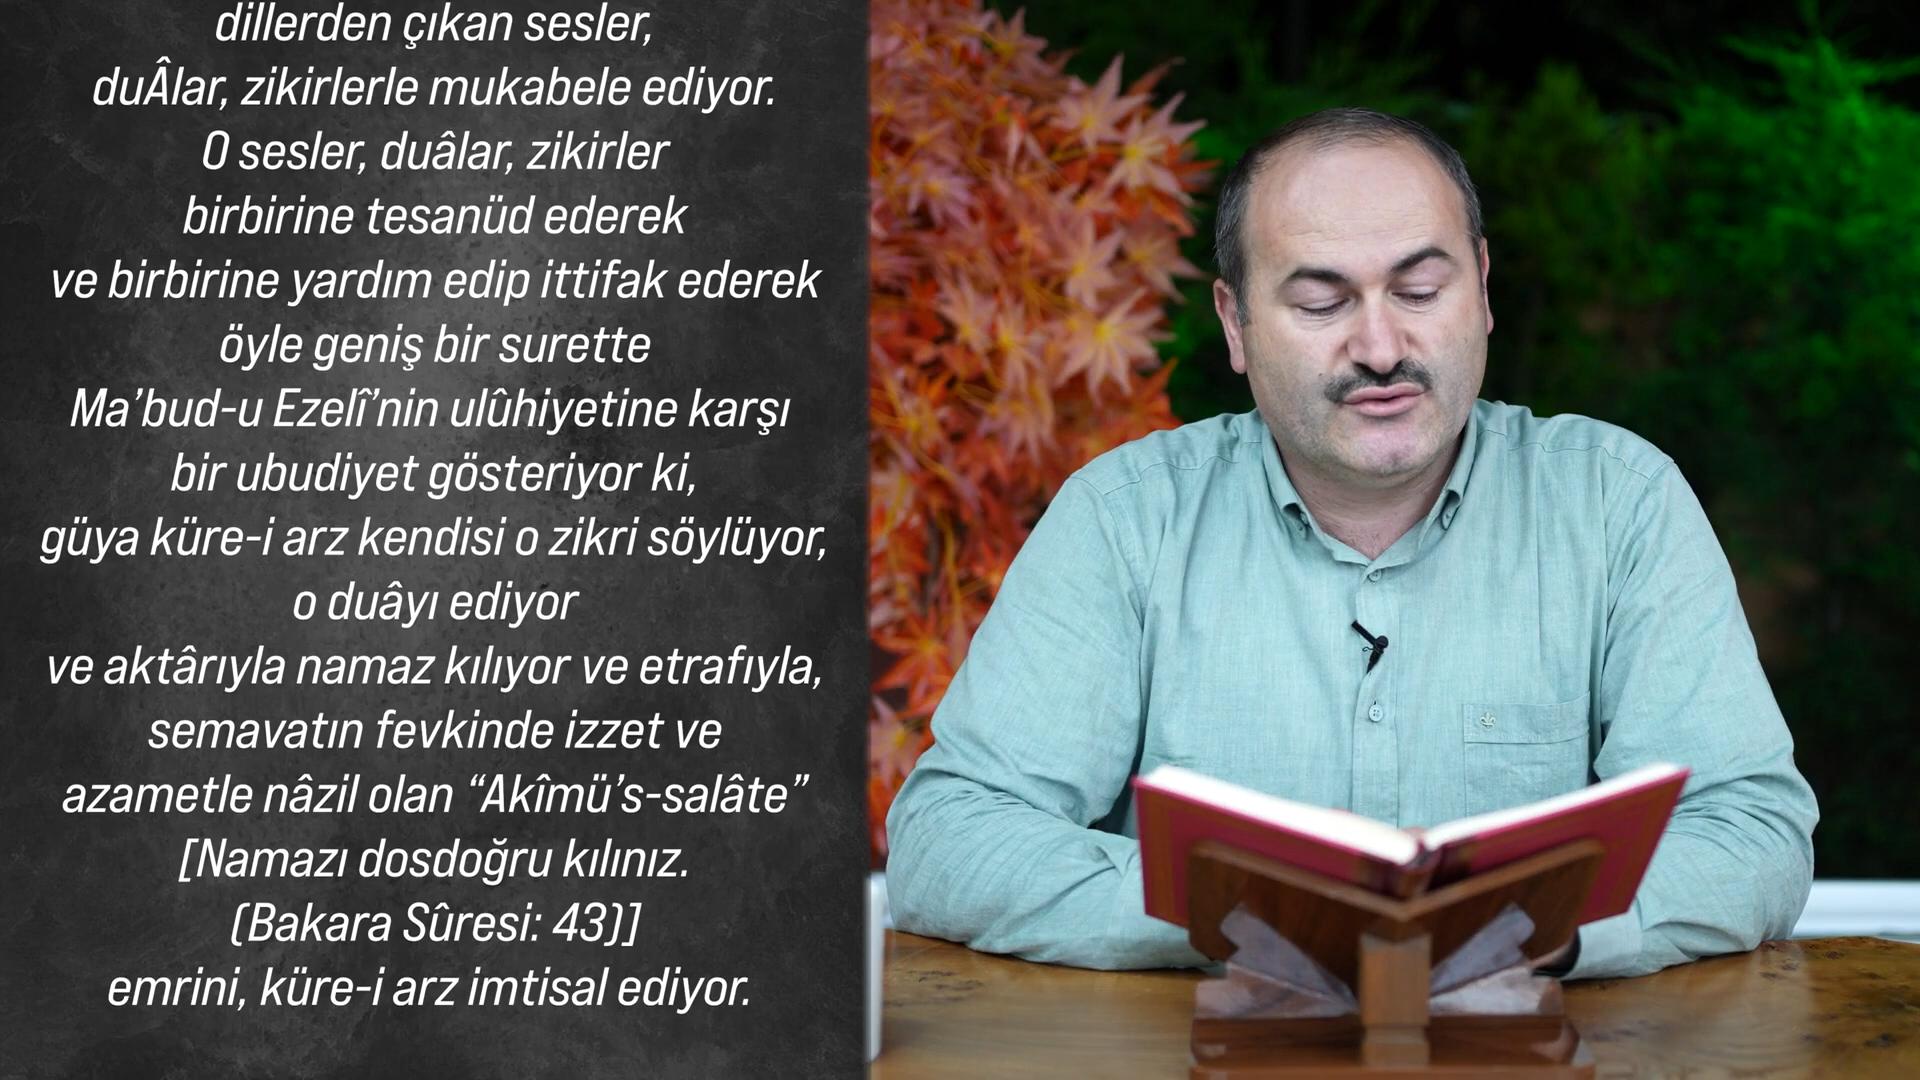 dillerden çıkan sesler,
duÂlar, zikirlerle mukabele ediyor.
O sesler, duâlar, zikirler
birbirine tesanüd ederek
ve birbirine yardım edip ittifak ederek
öyle geniş bir surette
Ma’bud-u Ezelî’nin ulûhiyetine karşı
bir ubudiyet gösteriyor ki,
güya küre-i arz kendisi o zikri söylüyor,
o duâyı ediyor
ve aktârıyla namaz kılıyor ve etrafıyla,
semavatın fevkinde izzet ve
azametle nâzil olan “Akîmü’s-salâte”
[Namazı dosdoğru kılınız.
(Bakara Sûresi: 43)]
emrini, küre-i arz imtisal ediyor.